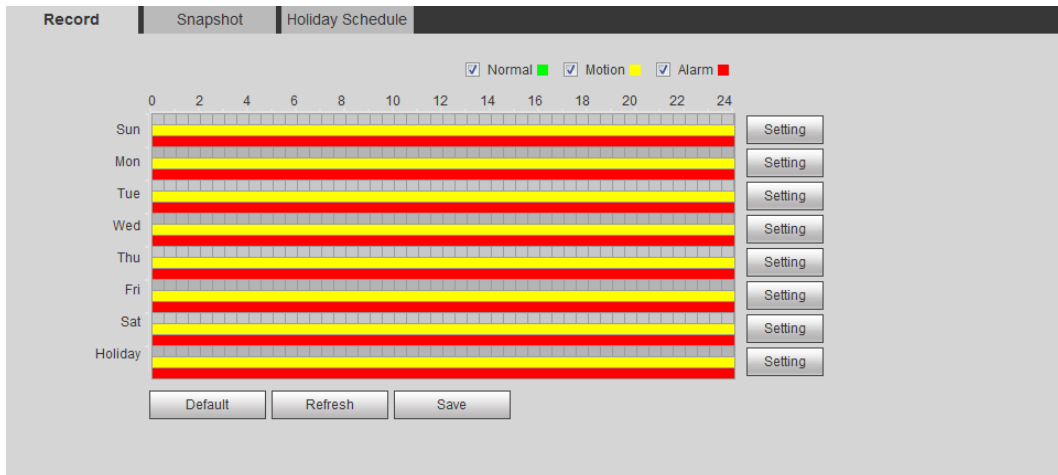 Record Snapshot Holiday Schedule
Normal Motion Alarm
0 2 4 6 8 10 12 14 16 18 20 22 24
Sun Setting
Mon Setting
Tue Setting
Wed Setting
Thu Setting
Fri Setting
Sat Setting
Holiday Setting
Default Refresh Save